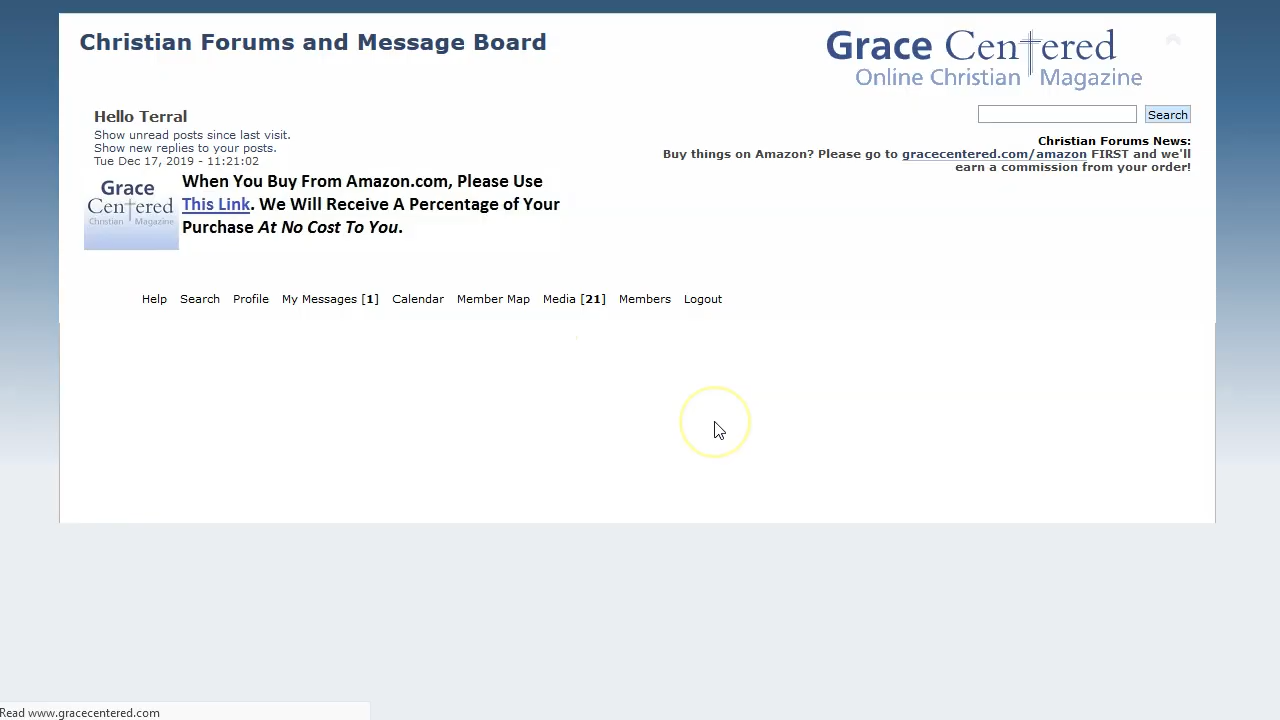 Christian Forums and Message Board
Grace Centered
Online Christian Magazine
Hello Terral
Show unread posts since last visit.
Show new replies to your posts.
Tue Dec 17, 2019 - 11:21:02
Search
Christian Forums News:
Buy things on Amazon? Please go to gracecentered.com/amazon FIRST and we'll
earn a commission from your order!
Grace
Centered
Christian Magazine
When You Buy From Amazon.com, Please Use
This Link. We Will Receive A Percentage of Your
Purchase At No Cost To You.
Help Search Profile My Messages [1] Calendar Member Map Media [21] Members Logout
Read www.gracecentered.com